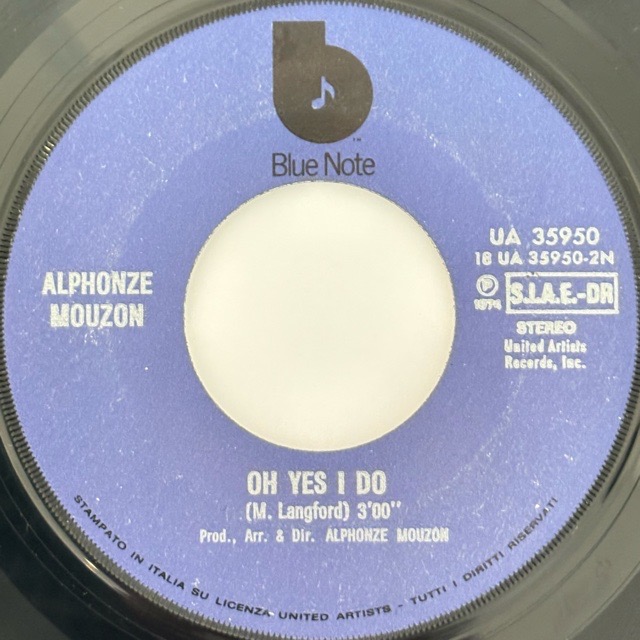 Blue Note
ALPHONZE
MOUZON
UA 35950
18 UA 35950-2N
℗ 1974
S.I.A.E.-DR
STEREO
United Artists
Records, Inc.
OH YES I DO
(M. Langford) 3'00"
Prod., Arr. & Dir. ALPHONZE MOUZON
STAMPATO IN ITALIA SU LICENZA UNITED ARTISTS - TUTTI I DIRITTI RISERVATI